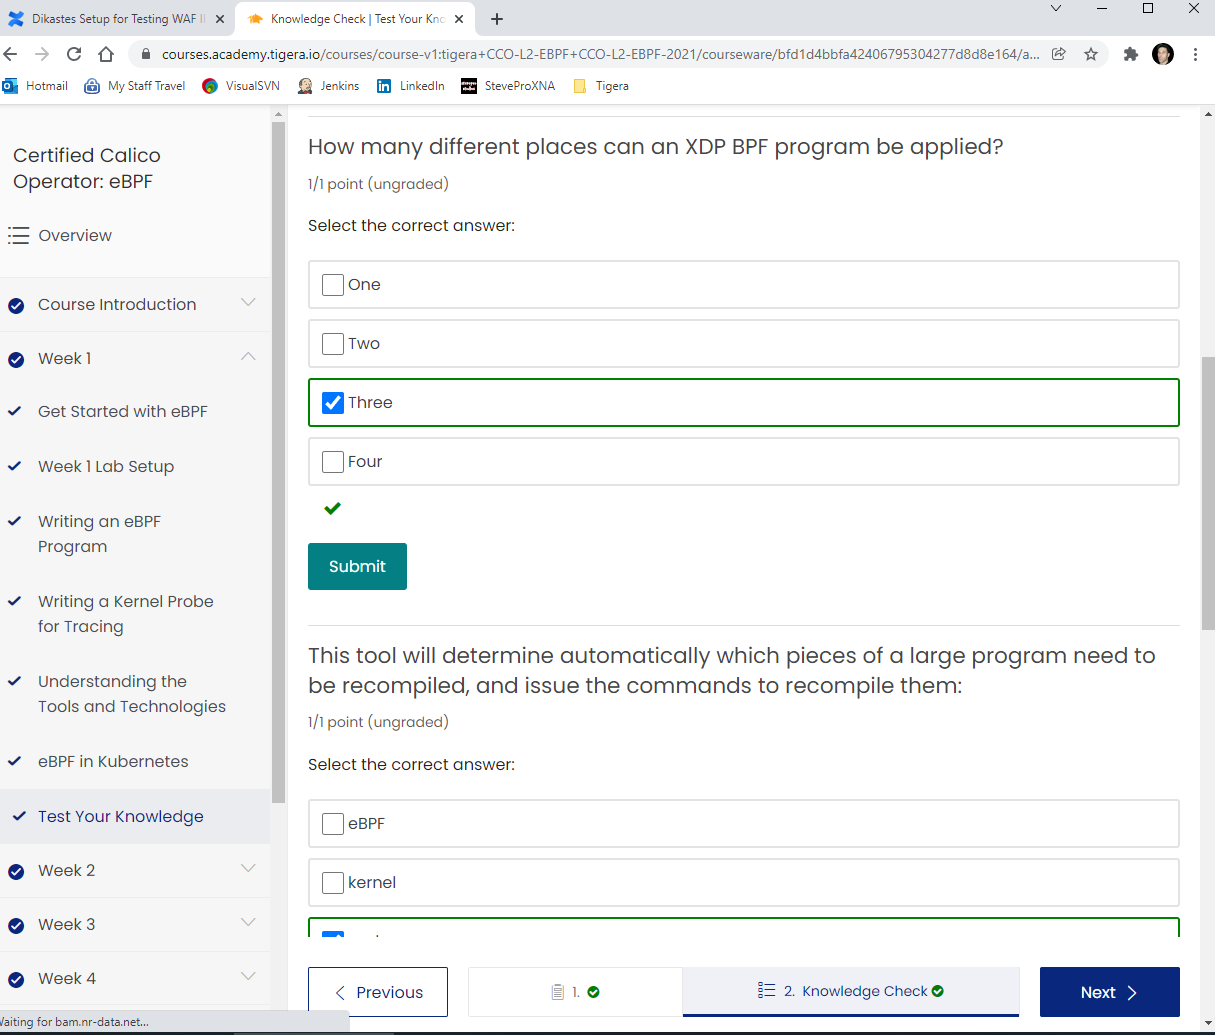 Dikastes Setup for Testing WAF
Knowledge Check | Test Your Kno
courses.academy.tigera.io/courses/course-v1:tigera+CCO-L2-EBPF+CCO-L2-EBPF-2021/courseware/bfd1d4bbfa42406795304277d8d8e164/a...
Hotmail
My Staff Travel
VisualSVN
Jenkins
LinkedIn
SteveProXNA
Tigera
Certified Calico
Operator: eBPF
Overview
Course Introduction
Week 1
Get Started with eBPF
Week 1 Lab Setup
Writing an eBPF
Program
Writing a Kernel Probe
for Tracing
Understanding the
Tools and Technologies
eBPF in Kubernetes
Test Your Knowledge
Week 2
Week 3
Week 4
Waiting for bam.nr-data.net...
How many different places can an XDP BPF program be applied?
1/1 point (ungraded)
Select the correct answer:
One
Two
Three
Four
Submit
This tool will determine automatically which pieces of a large program need to
be recompiled, and issue the commands to recompile them:
1/1 point (ungraded)
Select the correct answer:
eBPF
kernel
Previous
1.
2. Knowledge Check
Next